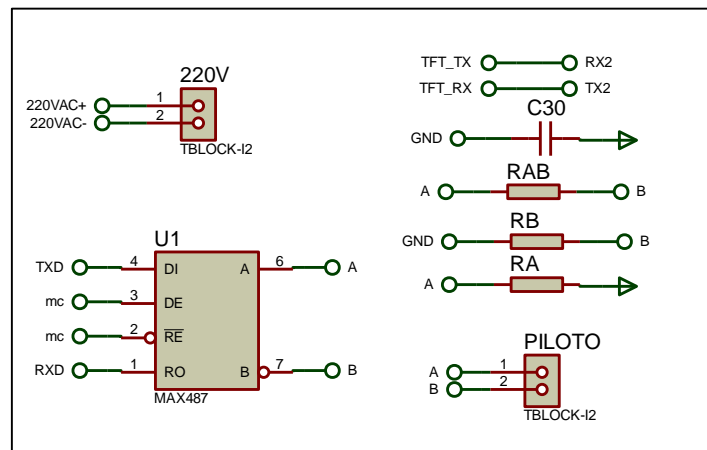 220V
220VAC+ 1
220VAC- 2
TBLOCK-I2
TFT_TX RX2
TFT_RX TX2
C30
GND
RAB
A B
RB
GND B
RA
A
U1
TXD 4 DI A 6 A
mc 3 DE
mc 2 RE
RXD 1 RO B 7 B
MAX487
PILOTO
A 1
B 2
TBLOCK-I2